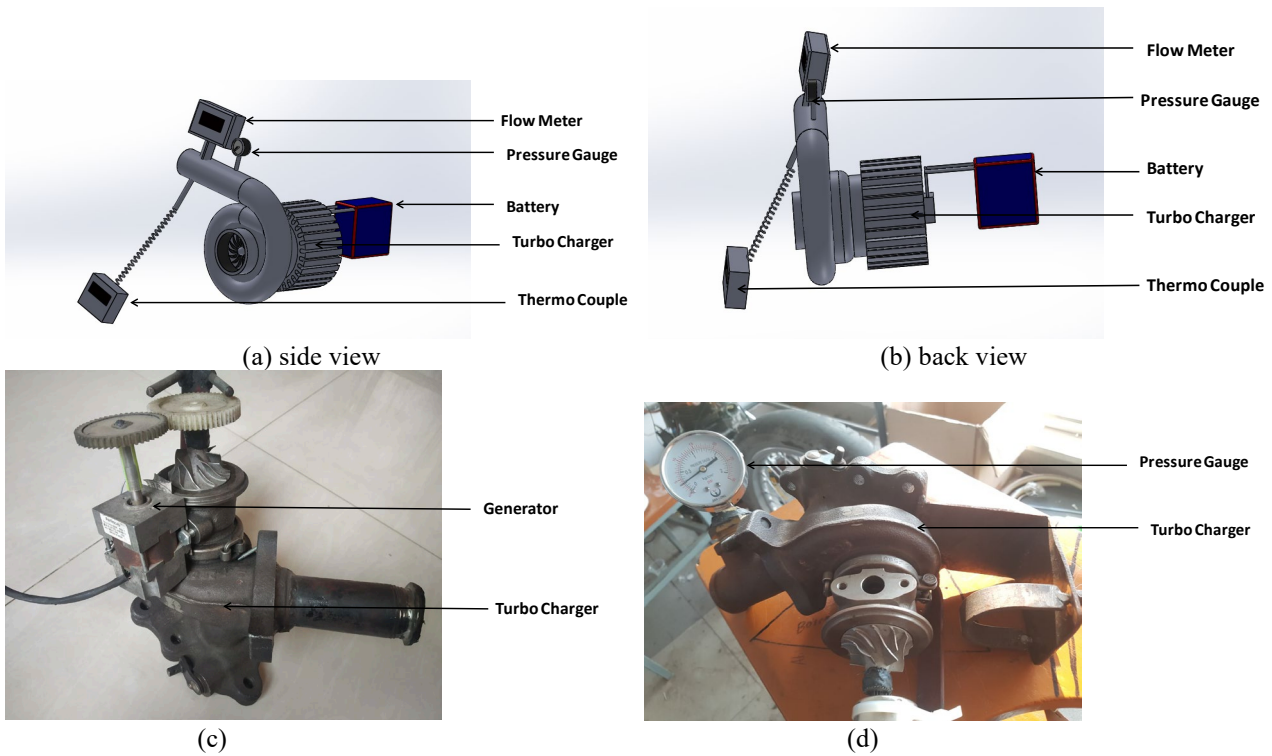 Flow Meter
Pressure Gauge
Battery
Turbo Charger
Thermo Couple
(a) side view
Flow Meter
Pressure Gauge
Battery
Turbo Charger
Thermo Couple
(b) back view
Generator
Turbo Charger
(c)
Pressure Gauge
Turbo Charger
(d)